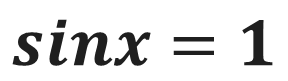 sinx = 1